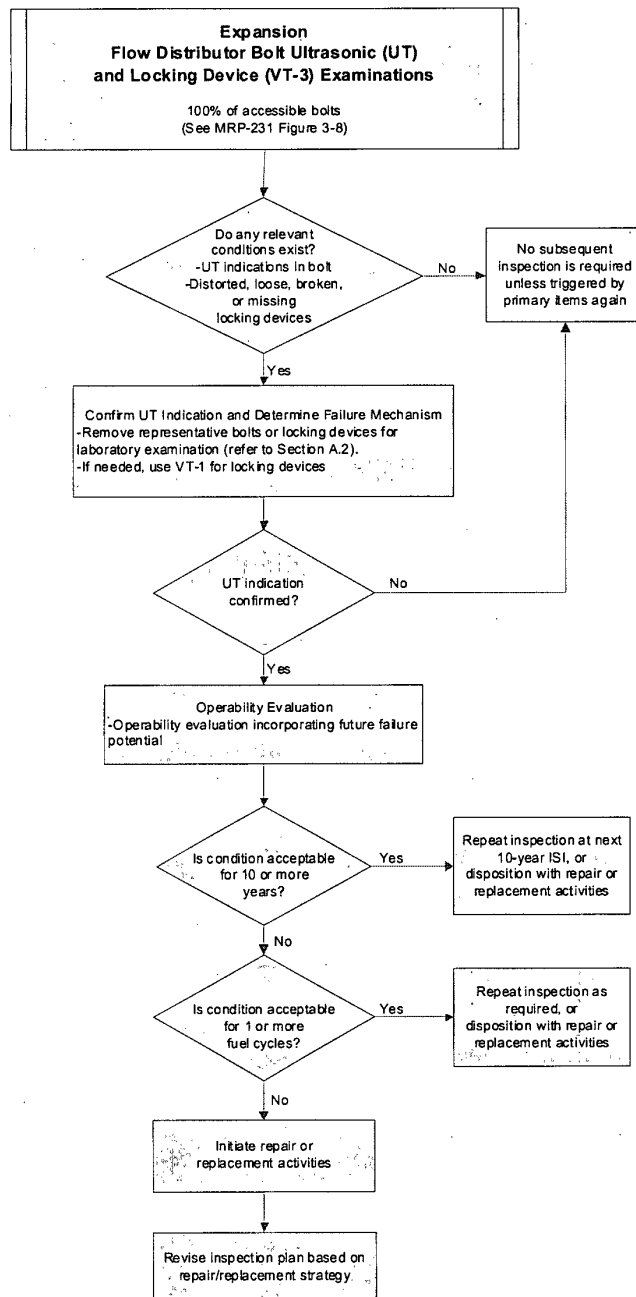 Expansion
Flow Distributor Bolt Ultrasonic (UT)
and Locking Device (VT-3) Examinations
100% of accessible bolts
(See MRP-231 Figure 3-8)
Do any relevant
conditions exist?
-UT indications in bolt
-Distorted, loose, broken,
or missing
locking devices
No
No subsequent
inspection is required
unless triggered by
primary items again
Yes
Confirm UT Indication and Determine Failure Mechanism
-Remove representative bolts or locking devices for
laboratory examination (refer to Section A.2).
-If needed, use VT-1 for locking devices
UT indication
confirmed?
No
Yes
Operability Evaluation
-Operability evaluation incorporating future failure
potential
Is condition acceptable
for 10 or more
years?
Yes
Repeat inspection at next
10-year ISI, or
disposition with repair or
replacement activities
No
Is condition acceptable
for 1 or more
fuel cycles?
Yes
Repeat inspection as
required, or
disposition with repair or
replacement activities
No
Initiate repair or
replacement activities
Revise inspection plan based on
repair/replacement strategy